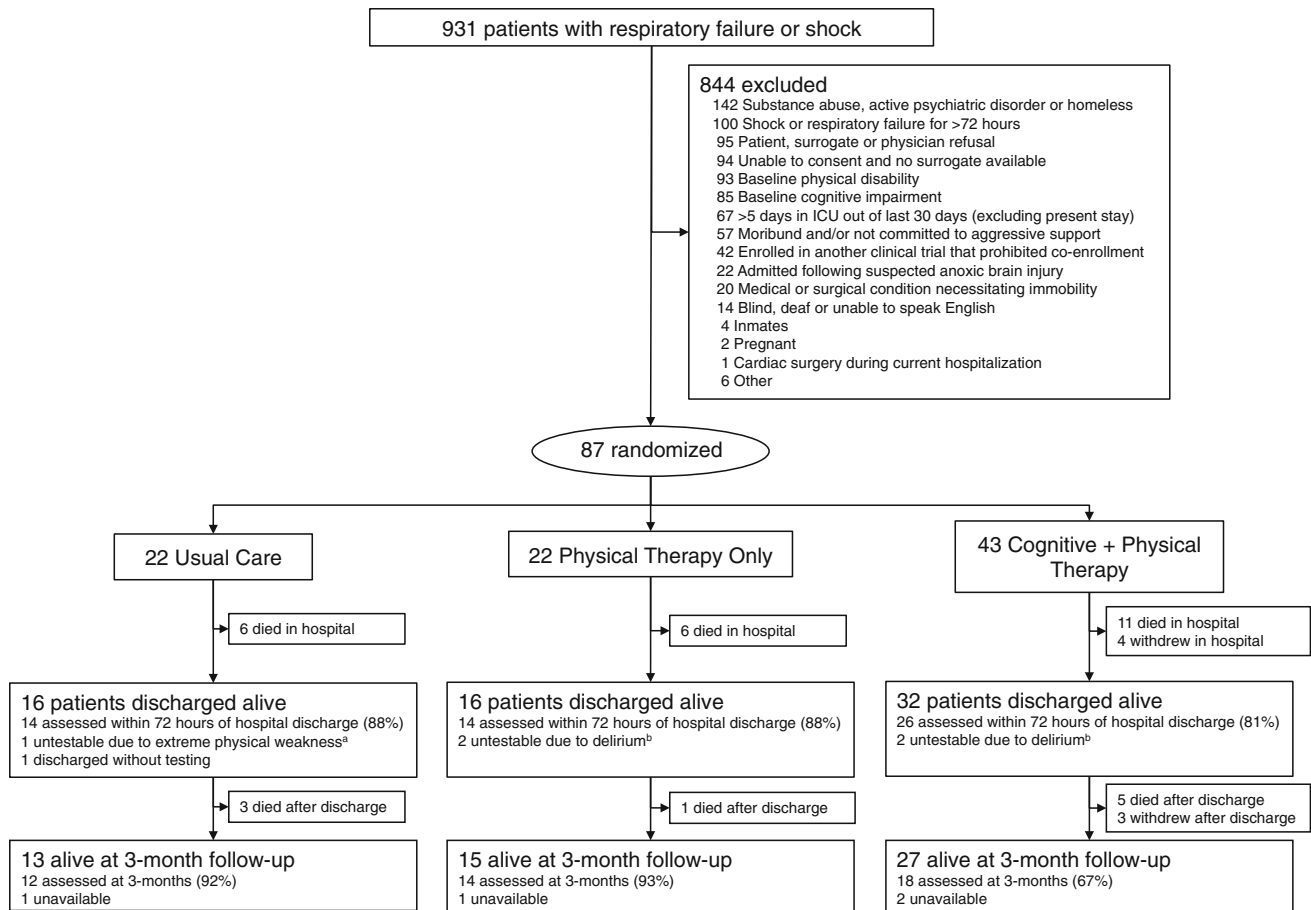 931 patients with respiratory failure or shock
844 excluded
142 Substance abuse, active psychiatric disorder or homeless
100 Shock or respiratory failure for >72 hours
95 Patient, surrogate or physician refusal
94 Unable to consent and no surrogate available
93 Baseline physical disability
85 Baseline cognitive impairment
67 >5 days in ICU out of last 30 days (excluding present stay)
57 Moribund and/or not committed to aggressive support
42 Enrolled in another clinical trial that prohibited co-enrollment
22 Admitted following suspected anoxic brain injury
20 Medical or surgical condition necessitating immobility
14 Blind, deaf or unable to speak English
4 Inmates
2 Pregnant
1 Cardiac surgery during current hospitalization
6 Other
87 randomized
22 Usual Care
6 died in hospital
16 patients discharged alive
14 assessed within 72 hours of hospital discharge (88%)
1 untestable due to extreme physical weaknessᵃ
1 discharged without testing
3 died after discharge
13 alive at 3-month follow-up
12 assessed at 3-months (92%)
1 unavailable
22 Physical Therapy Only
6 died in hospital
16 patients discharged alive
14 assessed within 72 hours of hospital discharge (88%)
2 untestable due to deliriumᵇ
1 died after discharge
15 alive at 3-month follow-up
14 assessed at 3-months (93%)
1 unavailable
43 Cognitive + Physical
Therapy
11 died in hospital
4 withdrew in hospital
32 patients discharged alive
26 assessed within 72 hours of hospital discharge (81%)
2 untestable due to deliriumᵇ
5 died after discharge
3 withdrew after discharge
27 alive at 3-month follow-up
18 assessed at 3-months (67%)
2 unavailable